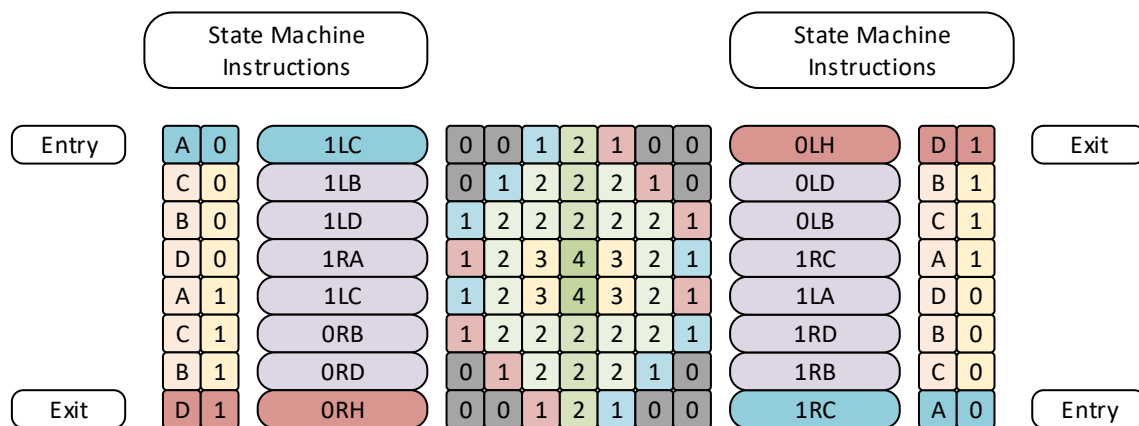 State Machine
Instructions
State Machine
Instructions
Entry A 0 1LC 0 0 1 2 1 0 0 0LH D 1 Exit
C 0 1LB 0 1 2 2 2 1 0 0LD B 1
B 0 1LD 1 2 2 2 2 2 1 0LB C 1
D 0 1RA 1 2 3 4 3 2 1 1RC A 1
A 1 1LC 1 2 3 4 3 2 1 1LA D 0
C 1 0RB 1 2 2 2 2 2 1 1RD B 0
B 1 0RD 0 1 2 2 2 1 0 1RB C 0
Exit D 1 0RH 0 0 1 2 1 0 0 1RC A 0 Entry